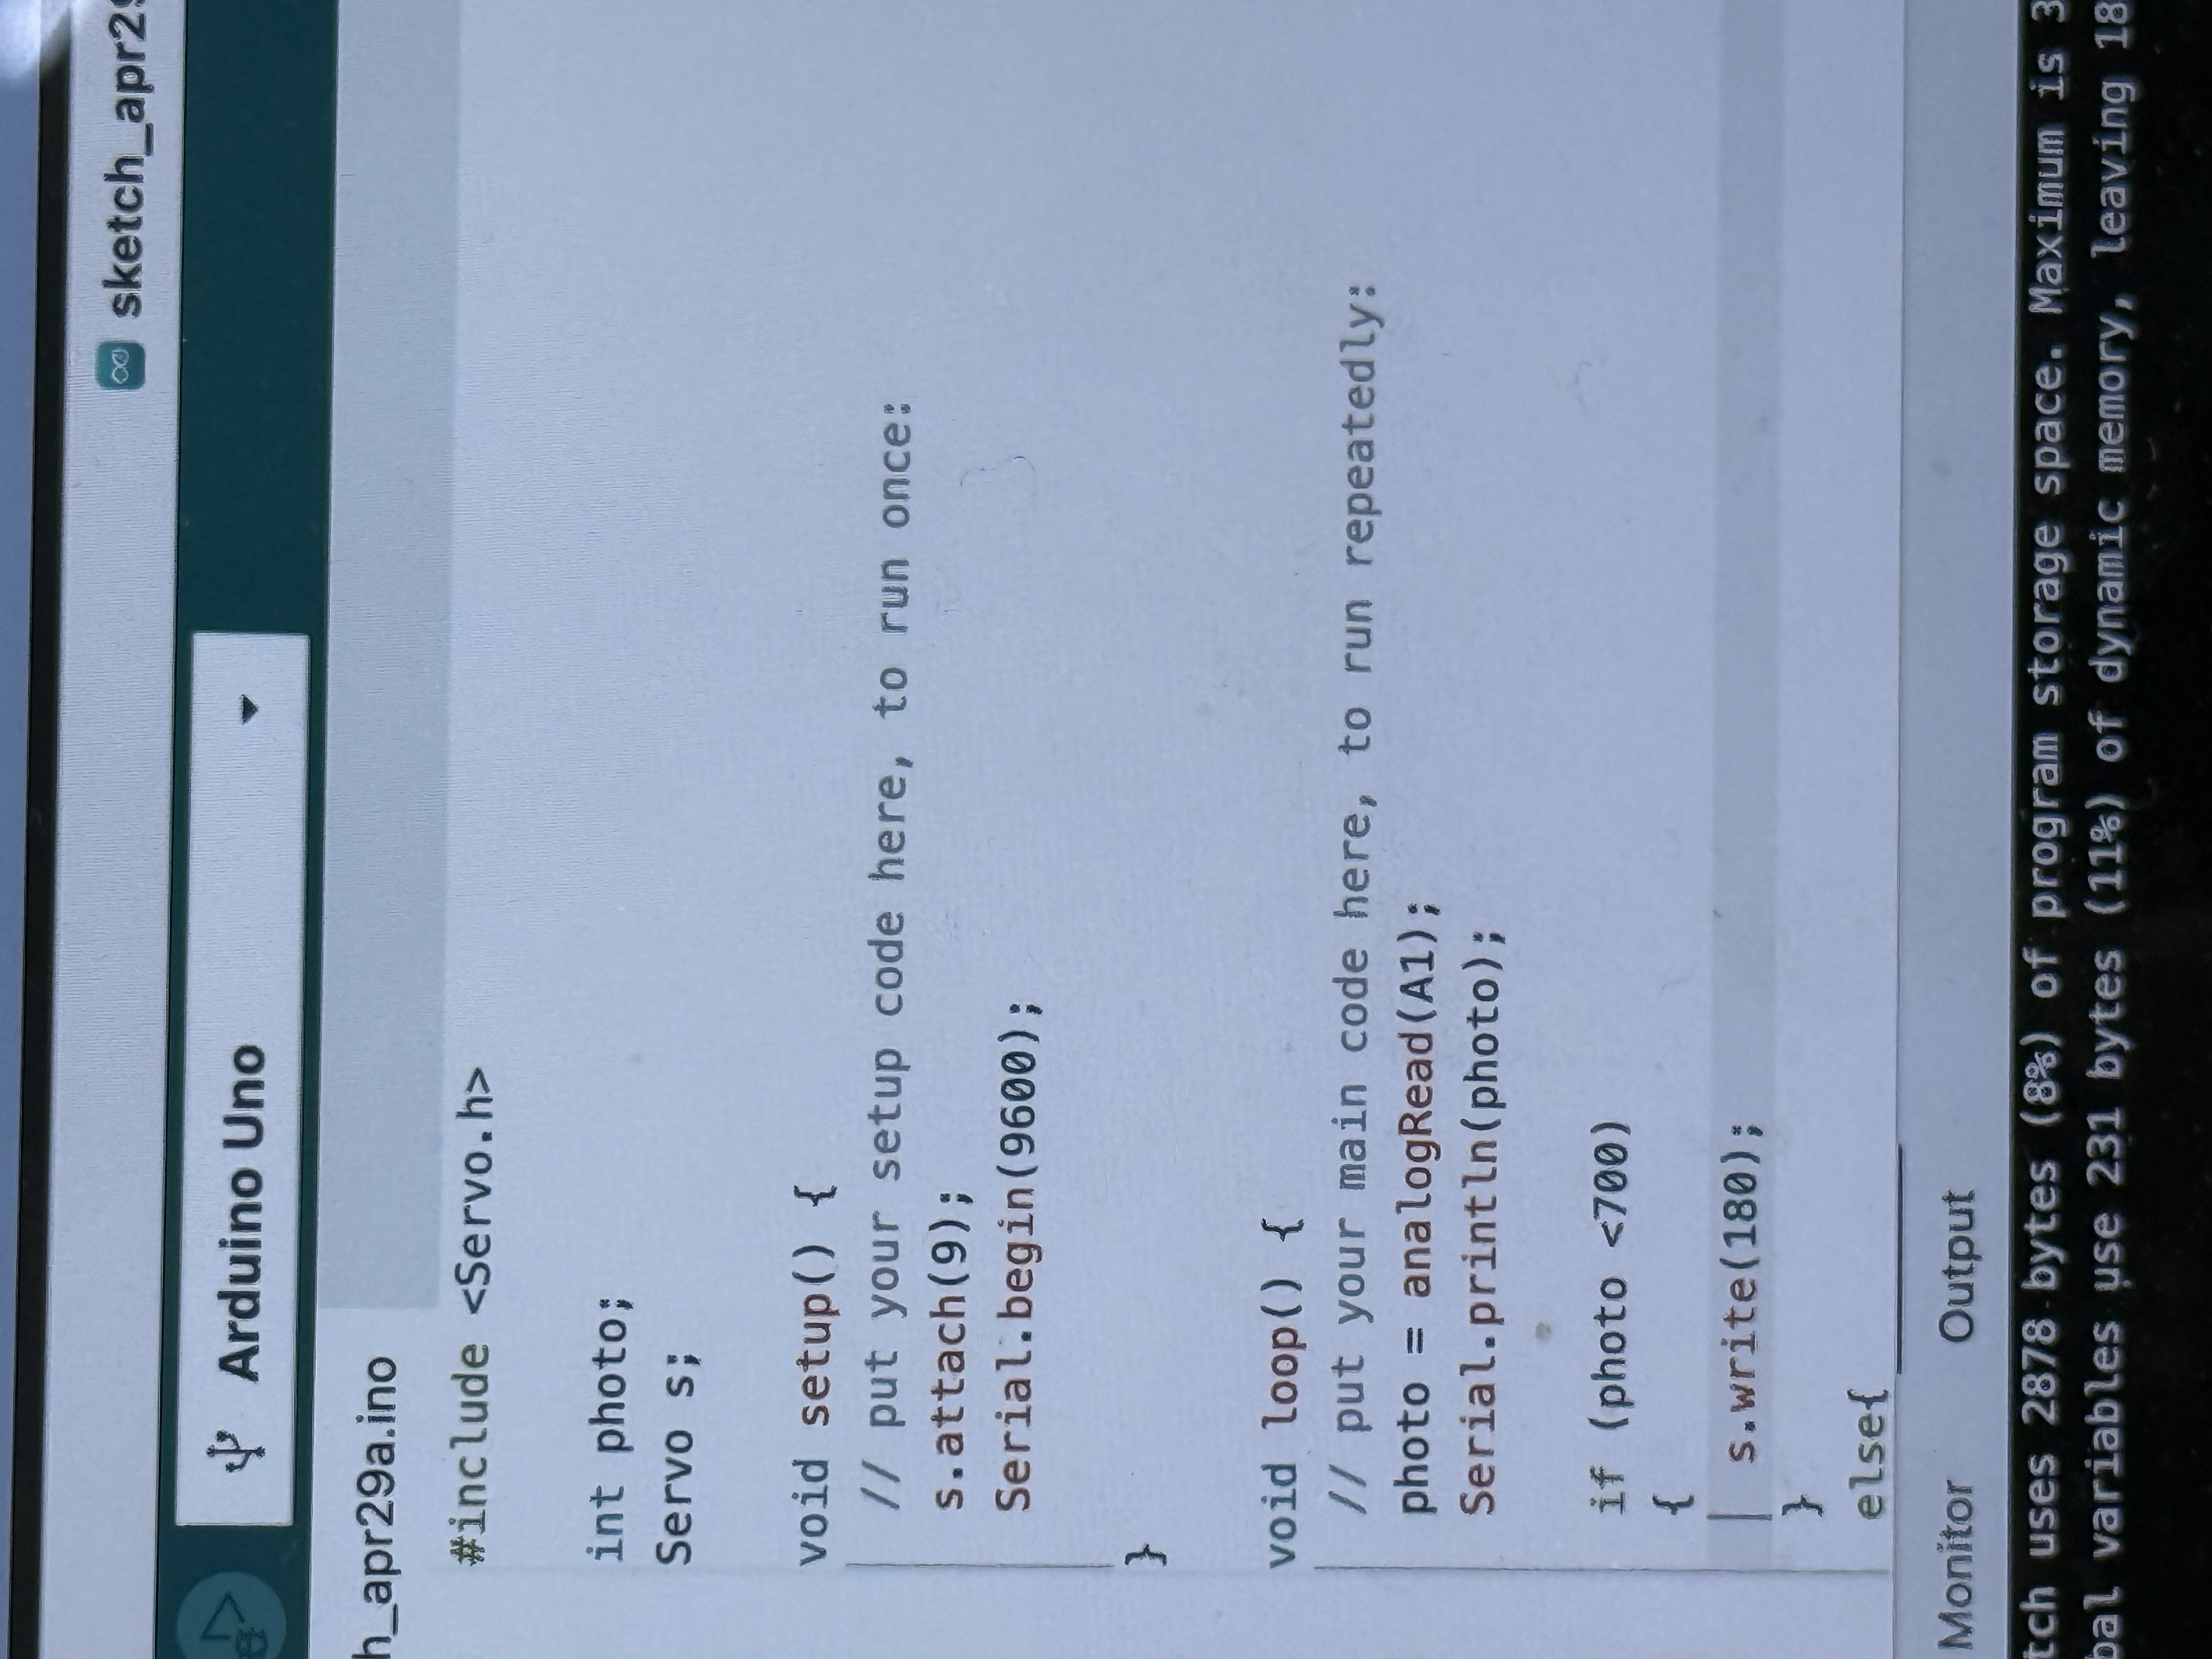 sketch_apr29
Arduino Uno
h_apr29a.ino
#include <Servo.h>
int photo;
Servo s;
void setup() {
// put your setup code here, to run once:
s.attach(9);
Serial.begin(9600);
}
void loop() {
// put your main code here, to run repeatedly:
photo = analogRead(A1);
Serial.println(photo);
if (photo <700)
{
s.write(180);
}
else{
Monitor Output
tch uses 2878 bytes (8%) of program storage space. Maximum is 3
bal variables use 231 bytes (11%) of dynamic memory, leaving 18